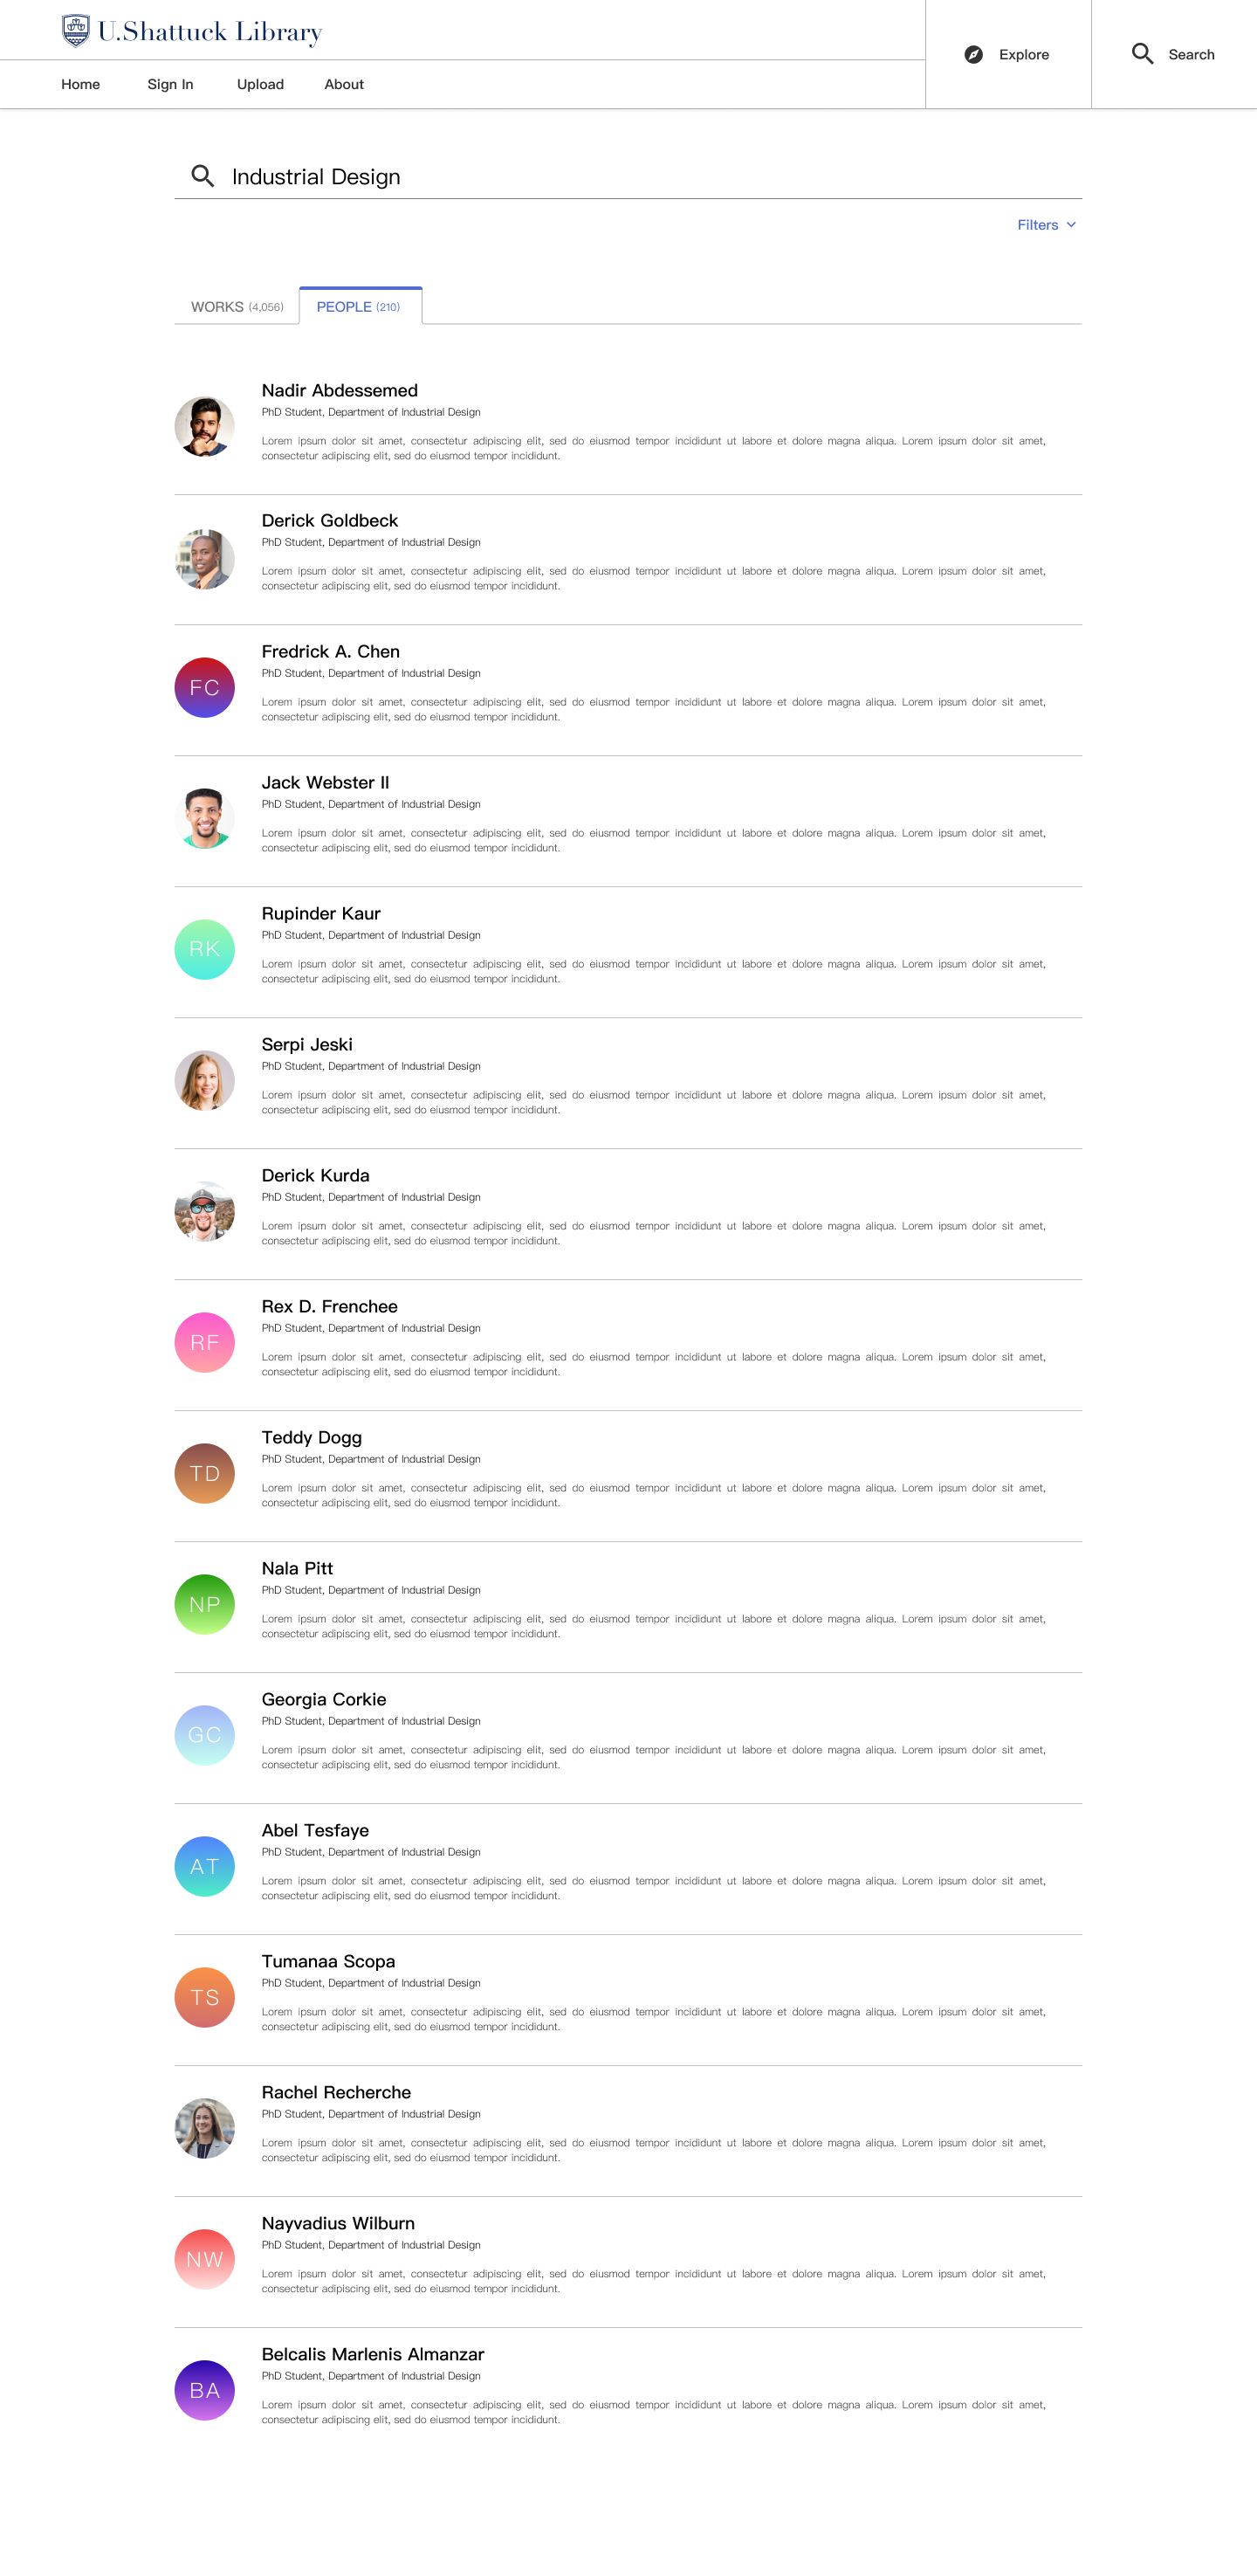 U.Shattuck Library
Explore
Search
Home Sign In Upload About
Industrial Design
Filters
WORKS (4,056) PEOPLE (210)
Nadir Abdessemed
PhD Student, Department of Industrial Design
Lorem ipsum dolor sit amet, consectetur adipiscing elit, sed do eiusmod tempor incididunt ut labore et dolore magna aliqua. Lorem ipsum dolor sit amet,
consectetur adipiscing elit, sed do eiusmod tempor incididunt.
Derick Goldbeck
PhD Student, Department of Industrial Design
Lorem ipsum dolor sit amet, consectetur adipiscing elit, sed do eiusmod tempor incididunt ut labore et dolore magna aliqua. Lorem ipsum dolor sit amet,
consectetur adipiscing elit, sed do eiusmod tempor incididunt.
FC
Fredrick A. Chen
PhD Student, Department of Industrial Design
Lorem ipsum dolor sit amet, consectetur adipiscing elit, sed do eiusmod tempor incididunt ut labore et dolore magna aliqua. Lorem ipsum dolor sit amet,
consectetur adipiscing elit, sed do eiusmod tempor incididunt.
Jack Webster II
PhD Student, Department of Industrial Design
Lorem ipsum dolor sit amet, consectetur adipiscing elit, sed do eiusmod tempor incididunt ut labore et dolore magna aliqua. Lorem ipsum dolor sit amet,
consectetur adipiscing elit, sed do eiusmod tempor incididunt.
RK
Rupinder Kaur
PhD Student, Department of Industrial Design
Lorem ipsum dolor sit amet, consectetur adipiscing elit, sed do eiusmod tempor incididunt ut labore et dolore magna aliqua. Lorem ipsum dolor sit amet,
consectetur adipiscing elit, sed do eiusmod tempor incididunt.
Serpi Jeski
PhD Student, Department of Industrial Design
Lorem ipsum dolor sit amet, consectetur adipiscing elit, sed do eiusmod tempor incididunt ut labore et dolore magna aliqua. Lorem ipsum dolor sit amet,
consectetur adipiscing elit, sed do eiusmod tempor incididunt.
Derick Kurda
PhD Student, Department of Industrial Design
Lorem ipsum dolor sit amet, consectetur adipiscing elit, sed do eiusmod tempor incididunt ut labore et dolore magna aliqua. Lorem ipsum dolor sit amet,
consectetur adipiscing elit, sed do eiusmod tempor incididunt.
RF
Rex D. Frenchee
PhD Student, Department of Industrial Design
Lorem ipsum dolor sit amet, consectetur adipiscing elit, sed do eiusmod tempor incididunt ut labore et dolore magna aliqua. Lorem ipsum dolor sit amet,
consectetur adipiscing elit, sed do eiusmod tempor incididunt.
TD
Teddy Dogg
PhD Student, Department of Industrial Design
Lorem ipsum dolor sit amet, consectetur adipiscing elit, sed do eiusmod tempor incididunt ut labore et dolore magna aliqua. Lorem ipsum dolor sit amet,
consectetur adipiscing elit, sed do eiusmod tempor incididunt.
NP
Nala Pitt
PhD Student, Department of Industrial Design
Lorem ipsum dolor sit amet, consectetur adipiscing elit, sed do eiusmod tempor incididunt ut labore et dolore magna aliqua. Lorem ipsum dolor sit amet,
consectetur adipiscing elit, sed do eiusmod tempor incididunt.
GC
Georgia Corkie
PhD Student, Department of Industrial Design
Lorem ipsum dolor sit amet, consectetur adipiscing elit, sed do eiusmod tempor incididunt ut labore et dolore magna aliqua. Lorem ipsum dolor sit amet,
consectetur adipiscing elit, sed do eiusmod tempor incididunt.
AT
Abel Tesfaye
PhD Student, Department of Industrial Design
Lorem ipsum dolor sit amet, consectetur adipiscing elit, sed do eiusmod tempor incididunt ut labore et dolore magna aliqua. Lorem ipsum dolor sit amet,
consectetur adipiscing elit, sed do eiusmod tempor incididunt.
TS
Tumanaa Scopa
PhD Student, Department of Industrial Design
Lorem ipsum dolor sit amet, consectetur adipiscing elit, sed do eiusmod tempor incididunt ut labore et dolore magna aliqua. Lorem ipsum dolor sit amet,
consectetur adipiscing elit, sed do eiusmod tempor incididunt.
Rachel Recherche
PhD Student, Department of Industrial Design
Lorem ipsum dolor sit amet, consectetur adipiscing elit, sed do eiusmod tempor incididunt ut labore et dolore magna aliqua. Lorem ipsum dolor sit amet,
consectetur adipiscing elit, sed do eiusmod tempor incididunt.
NW
Nayvadius Wilburn
PhD Student, Department of Industrial Design
Lorem ipsum dolor sit amet, consectetur adipiscing elit, sed do eiusmod tempor incididunt ut labore et dolore magna aliqua. Lorem ipsum dolor sit amet,
consectetur adipiscing elit, sed do eiusmod tempor incididunt.
BA
Belcalis Marlenis Almanzar
PhD Student, Department of Industrial Design
Lorem ipsum dolor sit amet, consectetur adipiscing elit, sed do eiusmod tempor incididunt ut labore et dolore magna aliqua. Lorem ipsum dolor sit amet,
consectetur adipiscing elit, sed do eiusmod tempor incididunt.